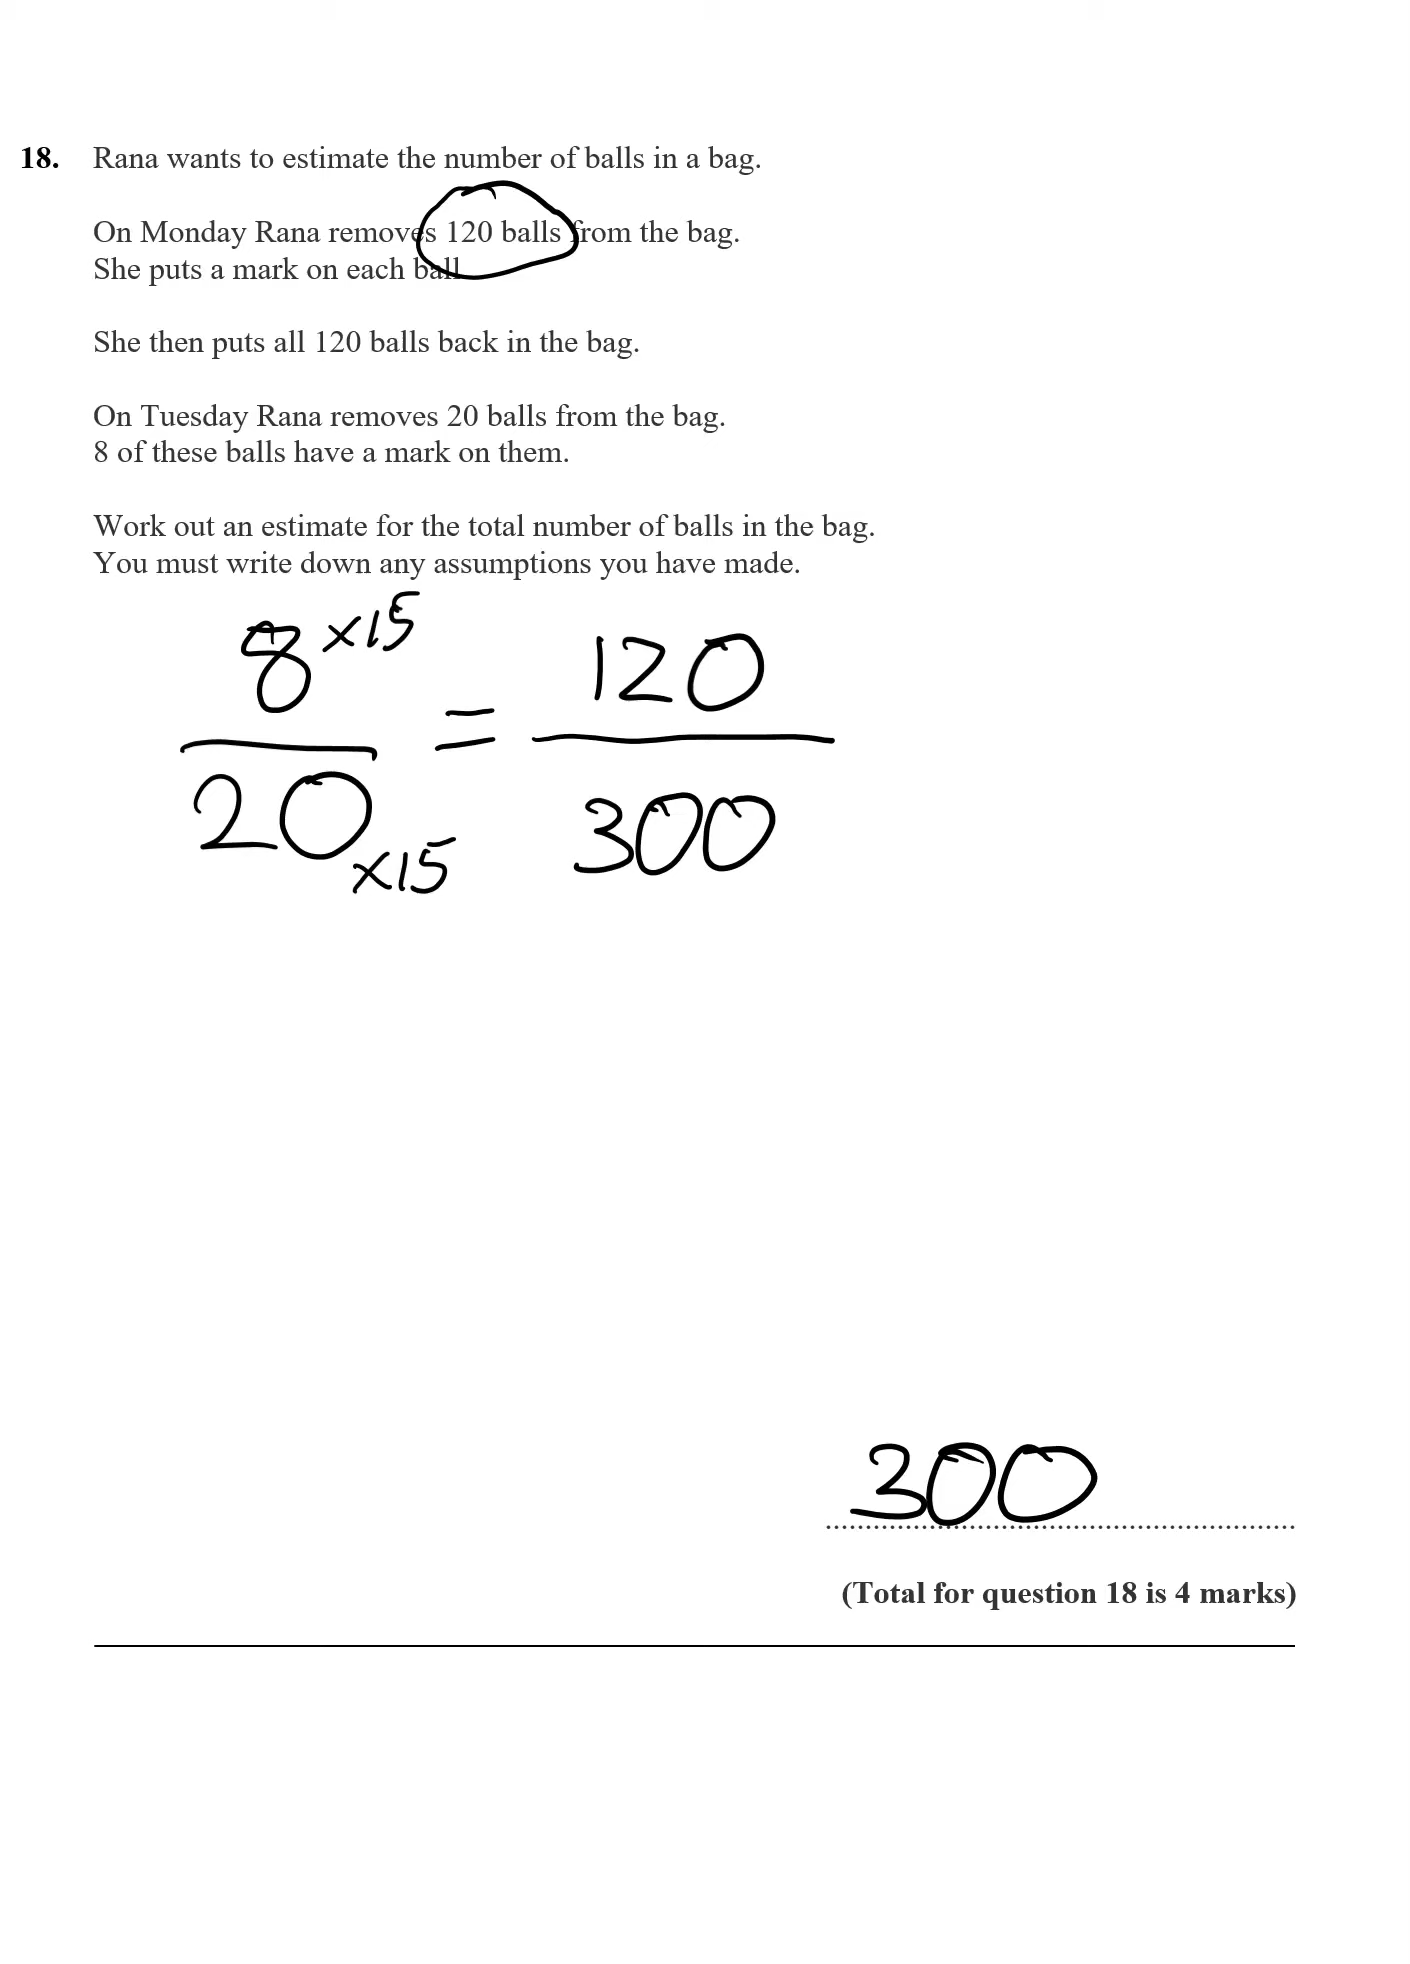 18. Rana wants to estimate the number of balls in a bag.
On Monday Rana removes 120 balls from the bag.
She puts a mark on each ball
She then puts all 120 balls back in the bag.
On Tuesday Rana removes 20 balls from the bag.
8 of these balls have a mark on them.
Work out an estimate for the total number of balls in the bag.
You must write down any assumptions you have made.
8 ×15 = 120
20 ×15 300
300
(Total for question 18 is 4 marks)